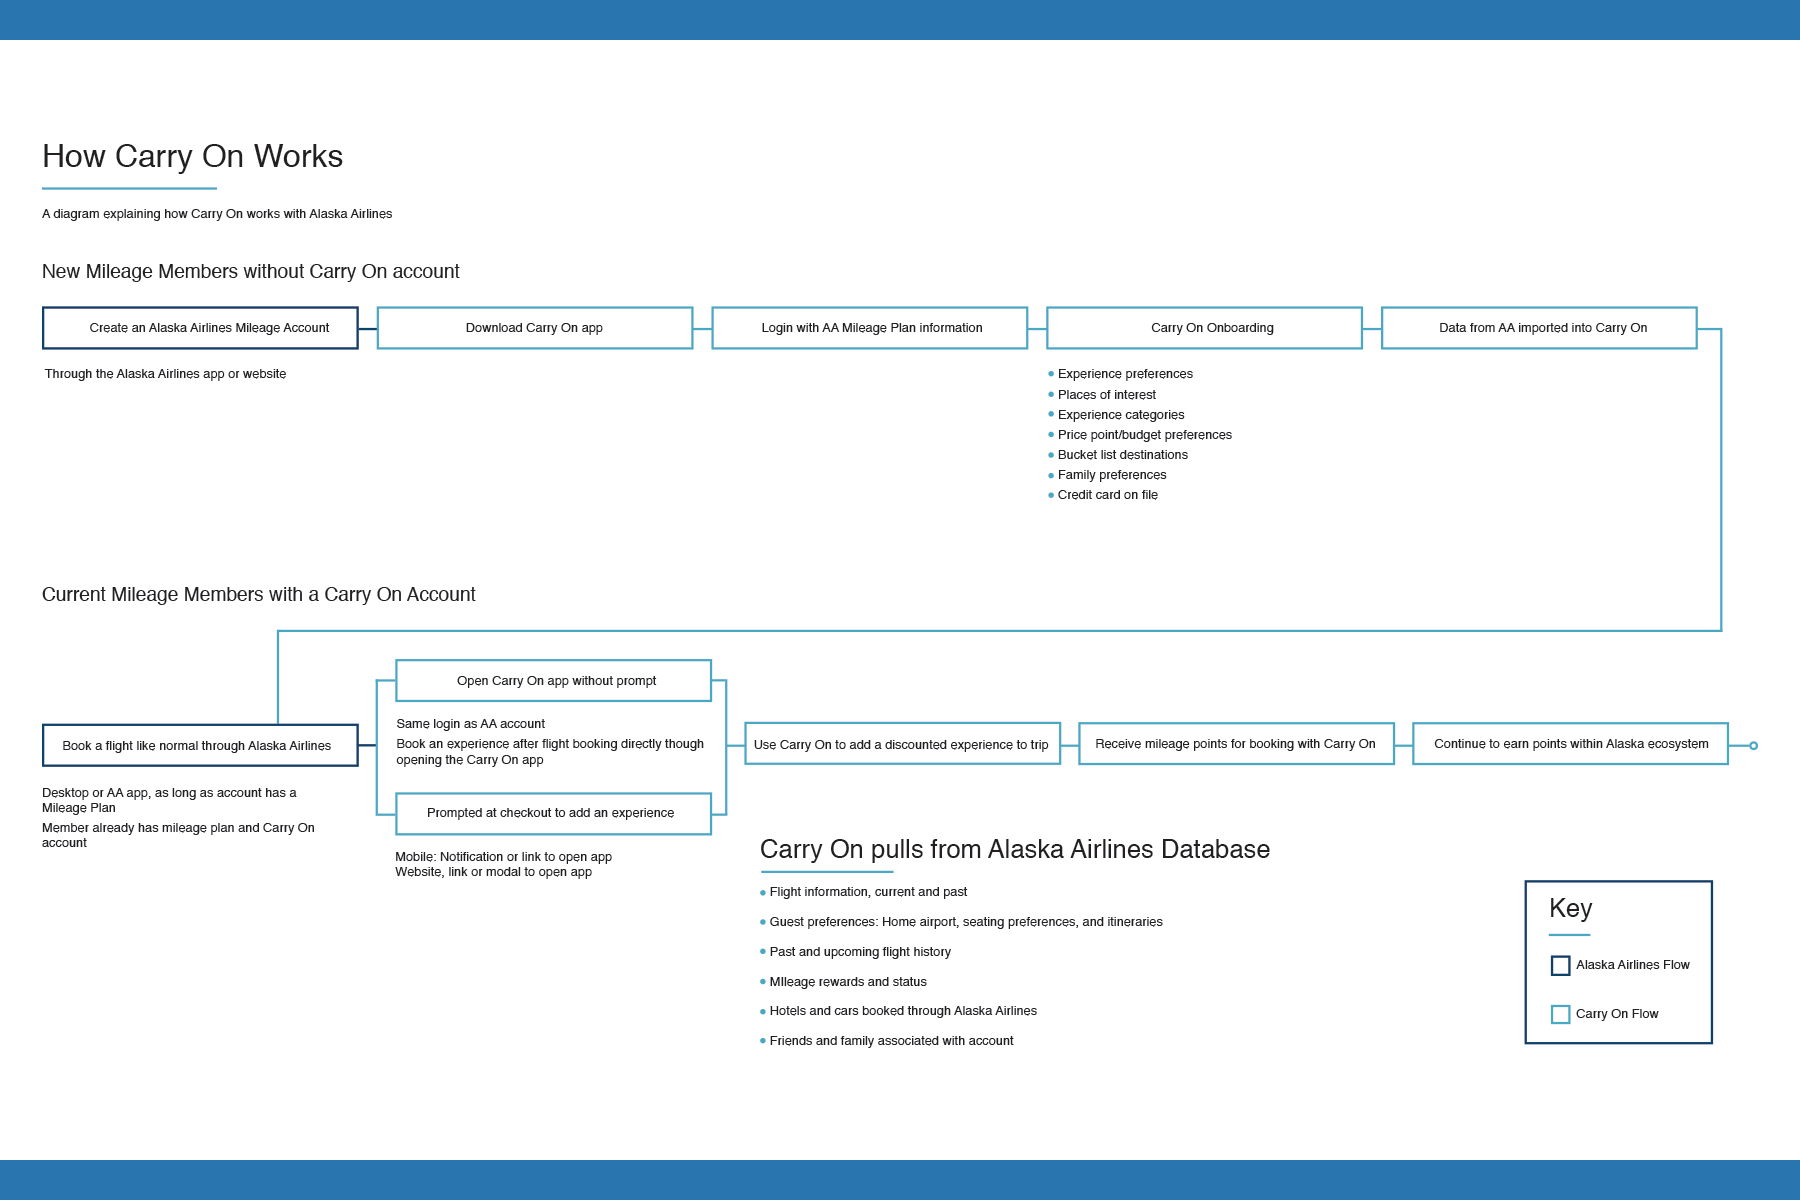 How Carry On Works
A diagram explaining how Carry On works with Alaska Airlines
New Mileage Members without Carry On account
Create an Alaska Airlines Mileage Account
Download Carry On app
Login with AA Mileage Plan information
Carry On Onboarding
Data from AA imported into Carry On
Through the Alaska Airlines app or website
Experience preferences
Places of interest
Experience categories
Price point/budget preferences
Bucket list destinations
Family preferences
Credit card on file
Current Mileage Members with a Carry On Account
Book a flight like normal through Alaska Airlines
Desktop or AA app, as long as account has a
Mileage Plan
Member already has mileage plan and Carry On
account
Open Carry On app without prompt
Same login as AA account
Book an experience after flight booking directly though
opening the Carry On app
Prompted at checkout to add an experience
Mobile: Notification or link to open app
Website, link or modal to open app
Use Carry On to add a discounted experience to trip
Receive mileage points for booking with Carry On
Continue to earn points within Alaska ecosystem
Carry On pulls from Alaska Airlines Database
Flight information, current and past
Guest preferences: Home airport, seating preferences, and itineraries
Past and upcoming flight history
MIleage rewards and status
Hotels and cars booked through Alaska Airlines
Friends and family associated with account
Key
Alaska Airlines Flow
Carry On Flow